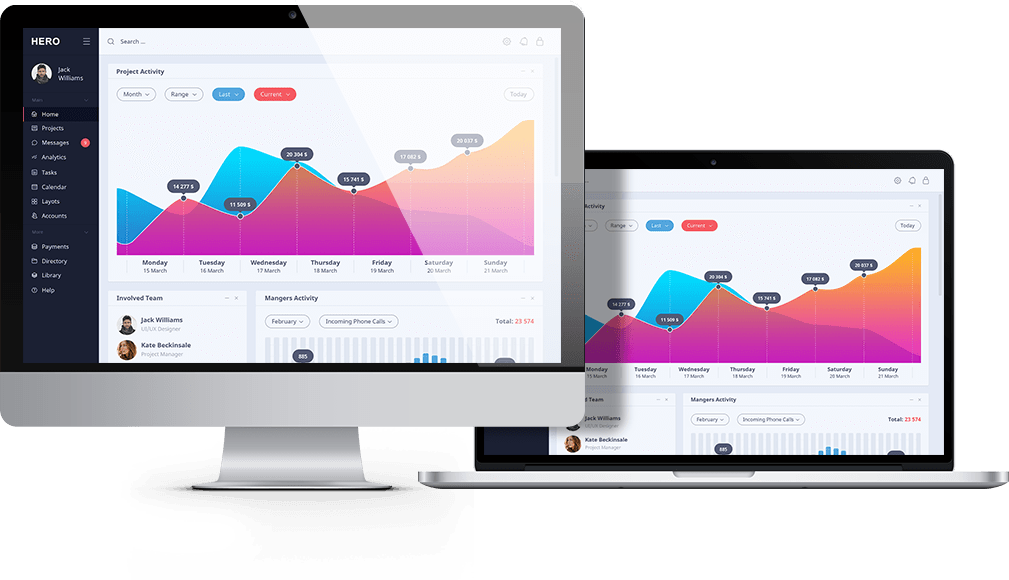 HERO
Search ...
Jack
Williams
Main
Home
Projects
Messages
Analytics
Tasks
Calendar
Layots
Accounts
More
Payments
Directory
Library
Help
Project Activity
Month
Range
Last
Current
Today
14 277 $
11 509 $
20 304 $
15 741 $
17 082 $
20 037 $
Monday
15 March
Tuesday
16 March
Wednesday
17 March
Thursday
18 March
Friday
19 March
Saturday
20 March
Sunday
21 March
Involved Team
Jack Williams
UI/UX Designer
Kate Beckinsale
Project Manager
Mangers Activity
February
Incoming Phone Calls
Total: 23 574
885
Activity
Range
Last
Current
Today
14 277 $
11 509 $
20 304 $
15 741 $
17 082 $
20 037 $
Monday
15 March
Tuesday
16 March
Wednesday
17 March
Thursday
18 March
Friday
19 March
Saturday
20 March
Sunday
21 March
d Team
Jack Williams
UI/UX Designer
Kate Beckinsale
Project Manager
Mangers Activity
February
Incoming Phone Calls
Total: 23 574
885